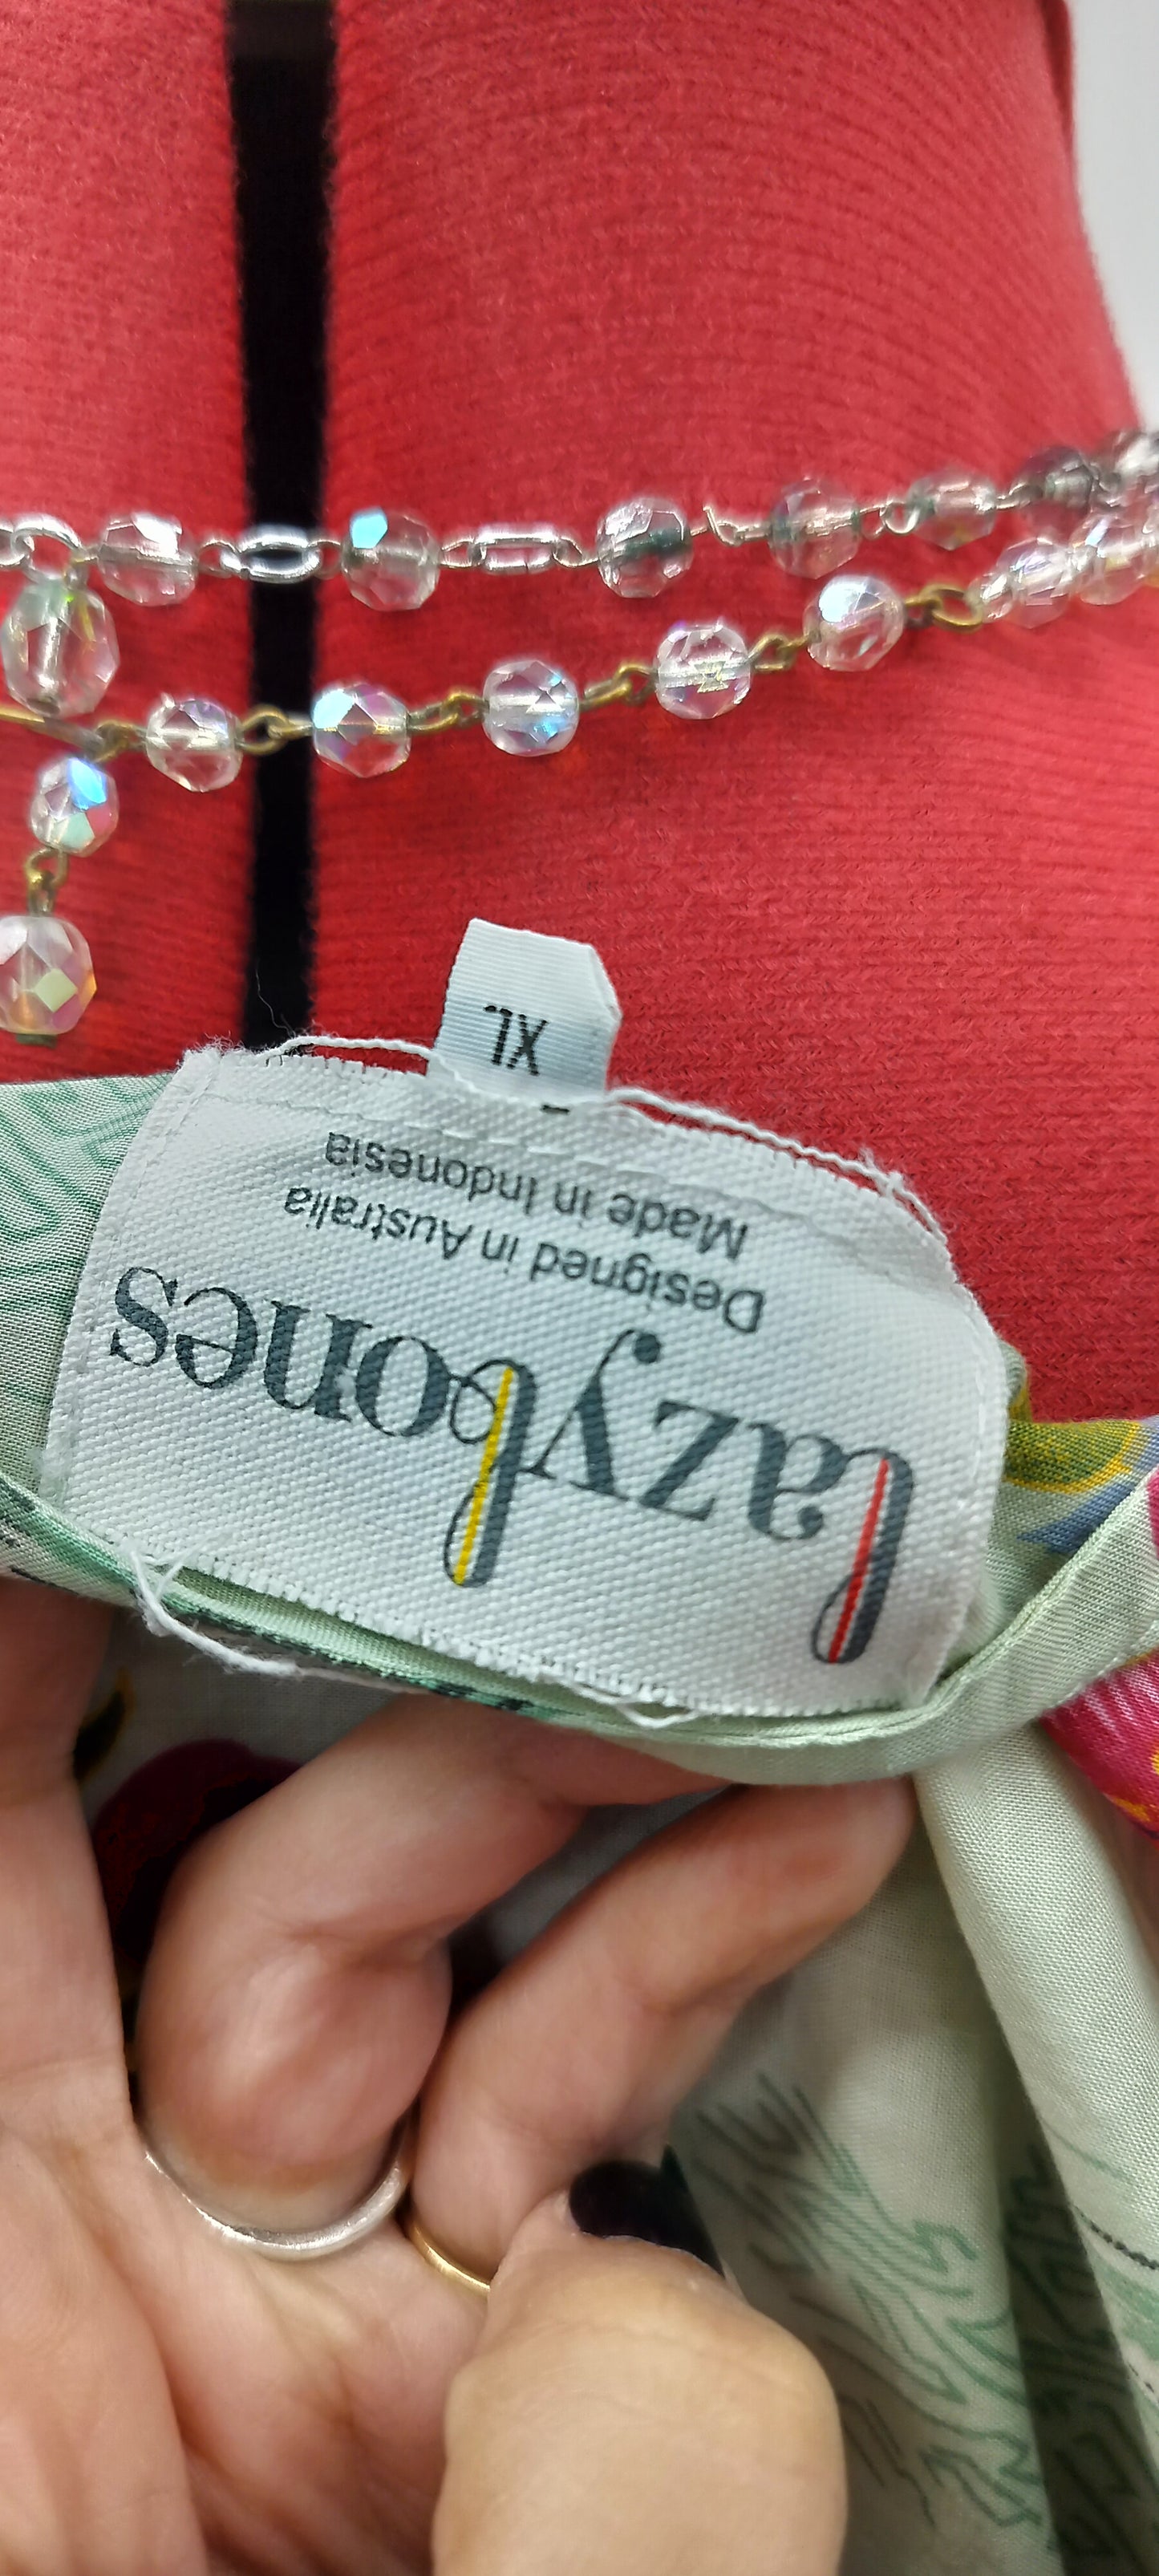 Lazybones
Designed in Australia
Made in Indonesia
XL